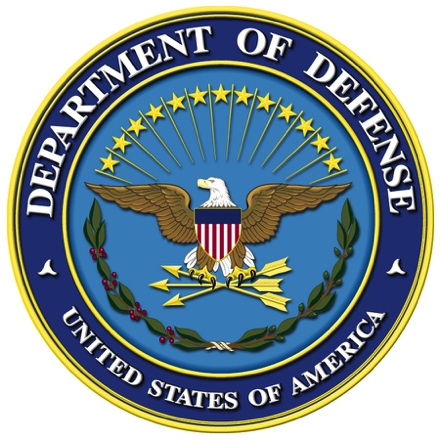 DEPARTMENT OF DEFENSE
UNITED STATES OF AMERICA